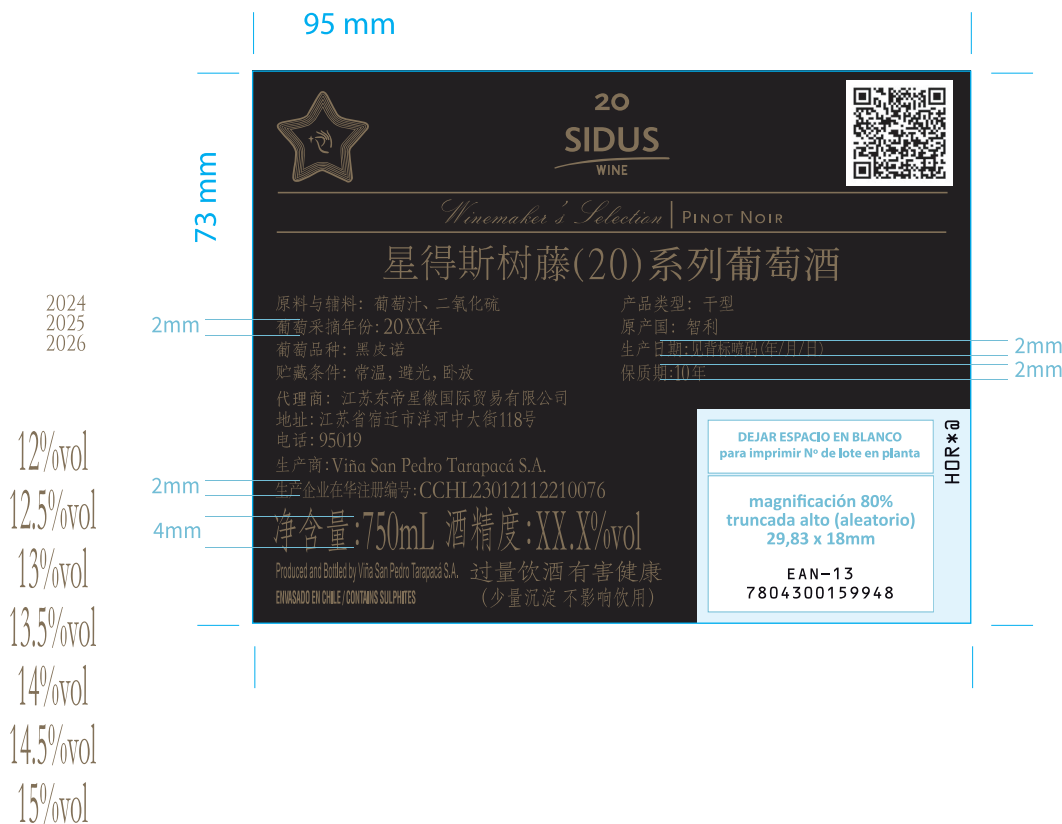 95 mm
73 mm
20
SIDUS
WINE
Winemaker's Selection | PINOT NOIR
星得斯树藤(20)系列葡萄酒
原料与辅料: 葡萄汁、二氧化硫
葡萄采摘年份: 20XX年
葡萄品种: 黑皮诺
贮藏条件: 常温, 避光, 卧放
代理商: 江苏东帝星徽国际贸易有限公司
地址: 江苏省宿迁市洋河中大街118号
电话: 95019
生产商: Viña San Pedro Tarapacá S.A.
生产企业在华注册编号: CCHL23012112210076
净含量: 750mL 酒精度: XX.X%vol
Produced and Bottled by Viña San Pedro Tarapacá S.A.
ENVASADO EN CHILE / CONTAINS SULPHITES
过量饮酒 有害健康
(少量沉淀 不影响饮用)
产品类型: 干型
原产国: 智利
生产日期: 见背标喷码(年/月/日)
保质期: 10年
DEJAR ESPACIO EN BLANCO
para imprimir Nº de lote en planta
magnificación 80%
truncada alto (aleatorio)
29,83 x 18mm
EAN-13
7804300159948
HOR*@
2mm
2mm
4mm
2mm
2mm
2024
2025
2026
12%vol
12.5%vol
13%vol
13.5%vol
14%vol
14.5%vol
15%vol